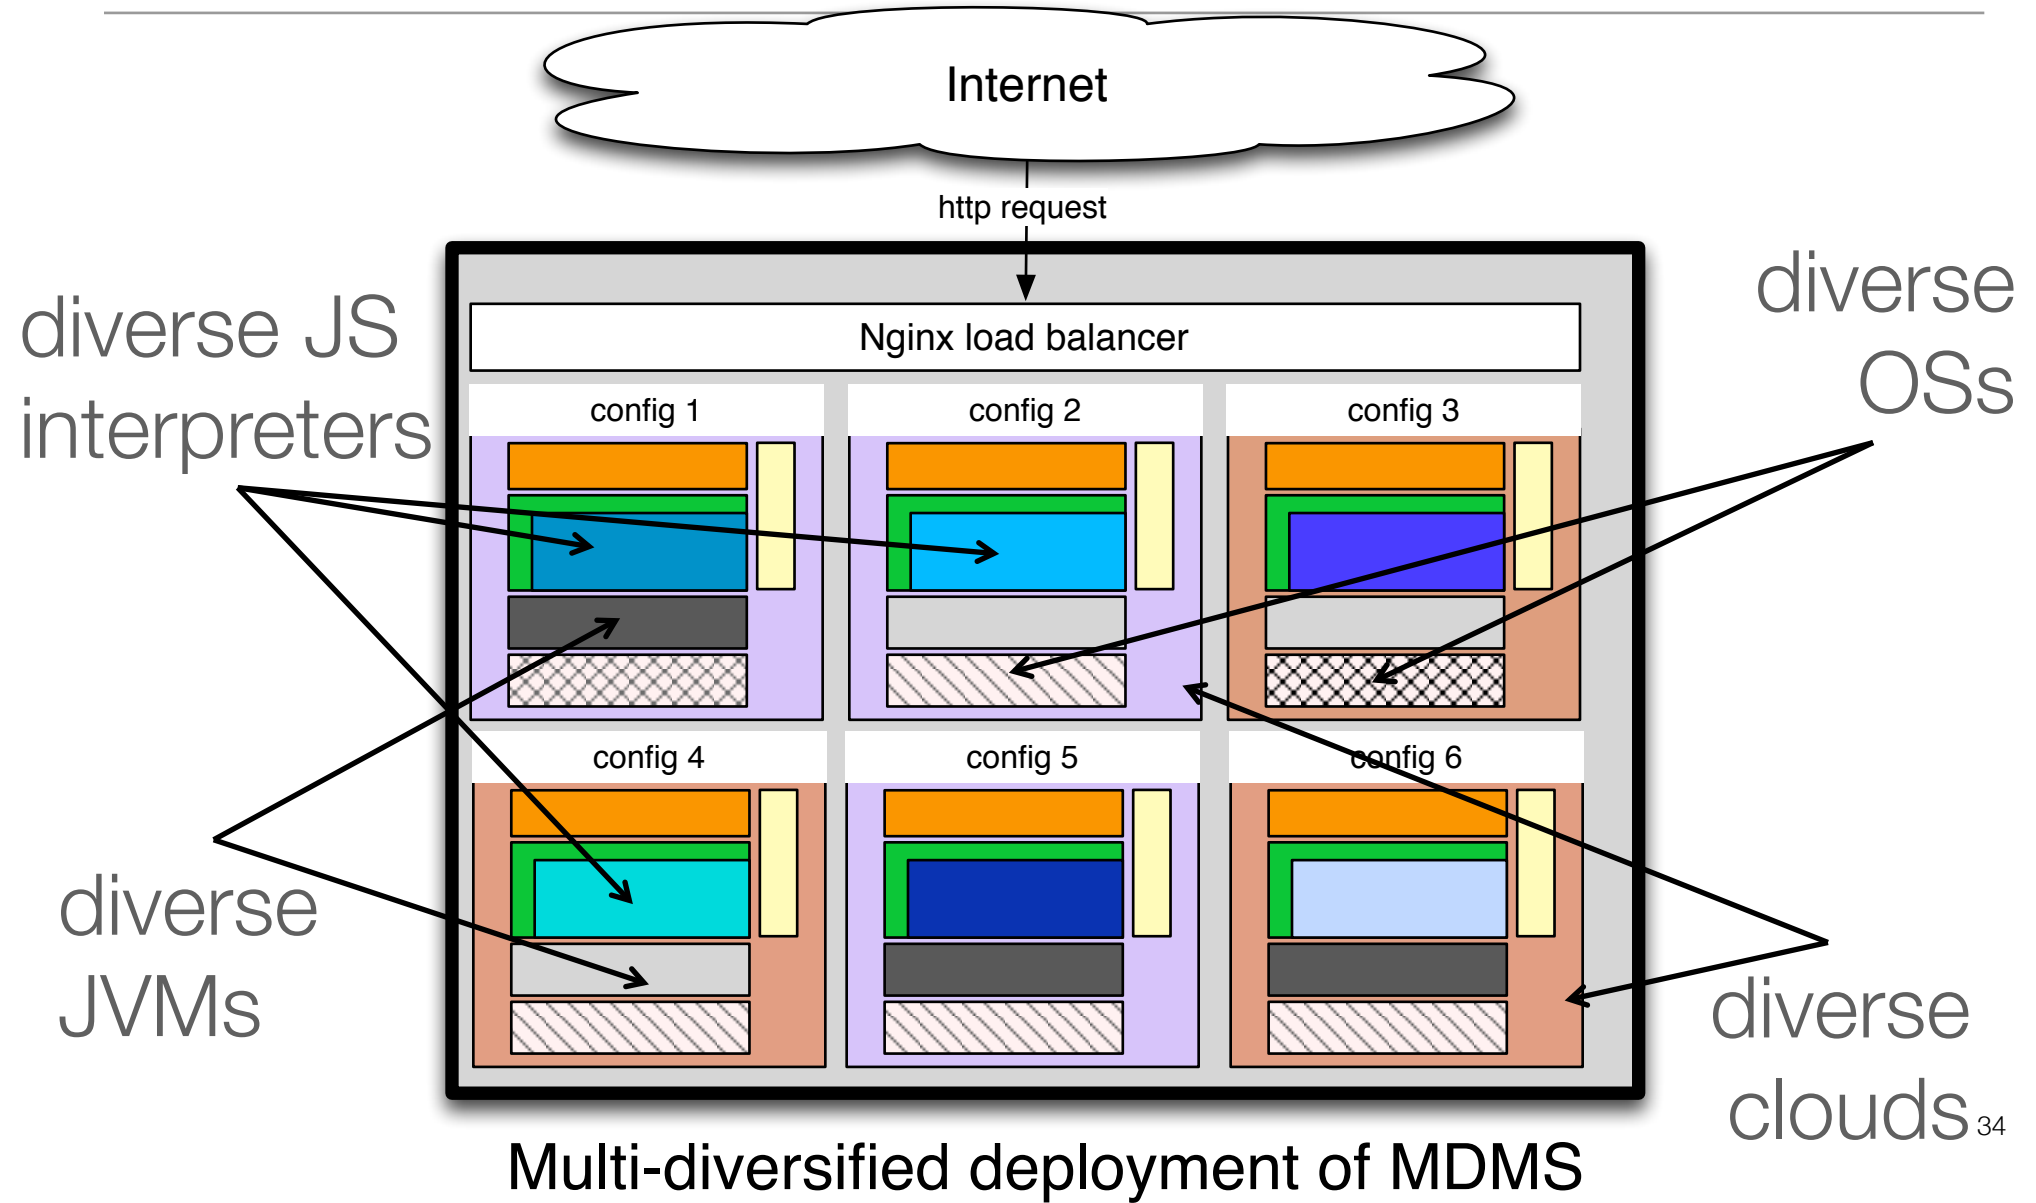 Internet
http request
diverse JS
interpreters
diverse
OSs
Nginx load balancer
config 1
config 2
config 3
config 4
config 5
config 6
diverse
JVMs
diverse
clouds
34
Multi-diversified deployment of MDMS